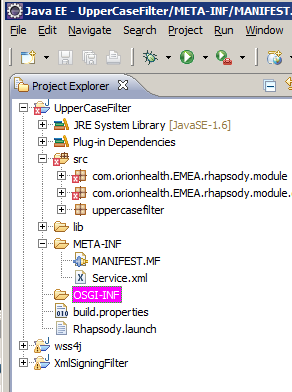 Java EE - UpperCaseFilter/META-INF/MANIFEST.
File Edit Navigate Search Project Run Window
Project Explorer
UpperCaseFilter
JRE System Library [JavaSE-1.6]
Plug-in Dependencies
src
com.orionhealth.EMEA.rhapsody.module
com.orionhealth.EMEA.rhapsody.module
uppercasefilter
lib
META-INF
MANIFEST.MF
Service.xml
OSGI-INF
build.properties
Rhapsody.launch
wss4j
XmlSigningFilter